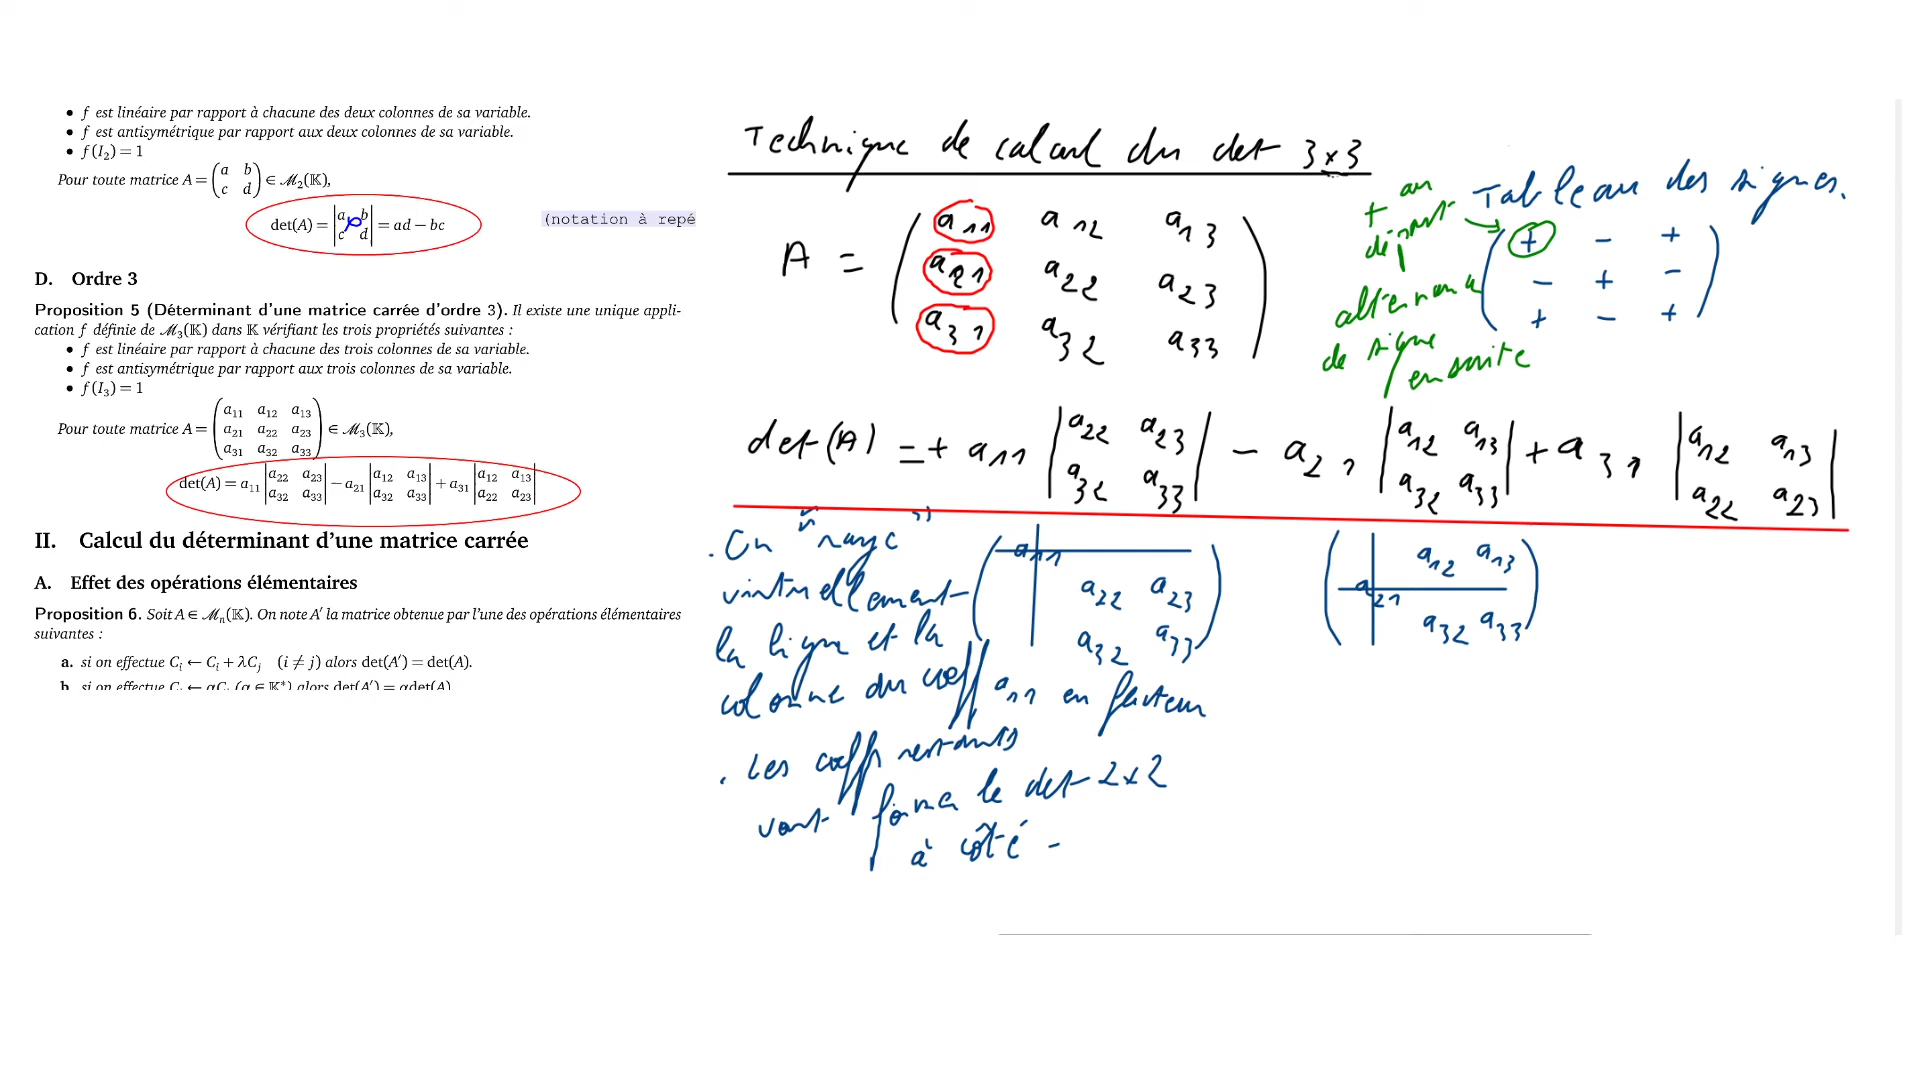 • f est linéaire par rapport à chacune des deux colonnes de sa variable.
• f est antisymétrique par rapport aux deux colonnes de sa variable.
• f(I₂) = 1
Pour toute matrice A = (a b / c d) ∈ ℳ₂(𝕂),
det(A) = |a b / c d| = ad − bc
(notation à repé
D. Ordre 3
Proposition 5 (Déterminant d'une matrice carrée d'ordre 3). Il existe une unique appli-
cation f définie de ℳ₃(𝕂) dans 𝕂 vérifiant les trois propriétés suivantes :
• f est linéaire par rapport à chacune des trois colonnes de sa variable.
• f est antisymétrique par rapport aux trois colonnes de sa variable.
• f(I₃) = 1
Pour toute matrice A = (a₁₁ a₁₂ a₁₃ / a₂₁ a₂₂ a₂₃ / a₃₁ a₃₂ a₃₃) ∈ ℳ₃(𝕂),
det(A) = a₁₁ |a₂₂ a₂₃ / a₃₂ a₃₃| − a₂₁ |a₁₂ a₁₃ / a₃₂ a₃₃| + a₃₁ |a₁₂ a₁₃ / a₂₂ a₂₃|
II. Calcul du déterminant d'une matrice carrée
A. Effet des opérations élémentaires
Proposition 6. Soit A ∈ ℳₙ(𝕂). On note A′ la matrice obtenue par l'une des opérations élémentaires
suivantes :
a. si on effectue Cᵢ ← Cᵢ + λCⱼ (i ≠ j) alors det(A′) = det(A).
b. si on effectue Cᵢ ← αCᵢ (α ∈ 𝕂*) alors det(A′) = αdet(A)
Technique de calcul du det 3×3
A = (a₁₁ a₁₂ a₁₃
a₂₁ a₂₂ a₂₃
a₃₁ a₃₂ a₃₃)
+ au
départ
alternance
de signe
ensuite
Tableau des signes.
(+ − +
− + −
+ − +)
det(A) = + a₁₁ |a₂₂ a₂₃ / a₃₂ a₃₃| − a₂₁ |a₁₂ a₁₃ / a₃₂ a₃₃| + a₃₁ |a₁₂ a₁₃ / a₂₂ a₂₃|
. On "raye"
virtuellement
la ligne et la
colonne du coeff a₁₁ en facteur
. Les coeffs restants
vont former le det 2×2
à côté -
(a₁₁
a₂₂ a₂₃
a₃₂ a₃₃)
(a₁₂ a₁₃
a₂₁
a₃₂ a₃₃)